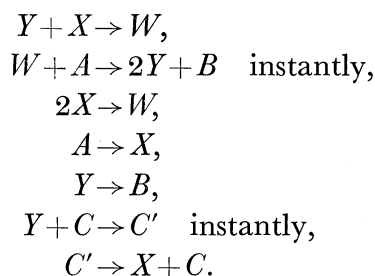 Y + X → W,
W + A → 2Y + B instantly,
2X → W,
A → X,
Y → B,
Y + C → C′ instantly,
C′ → X + C.